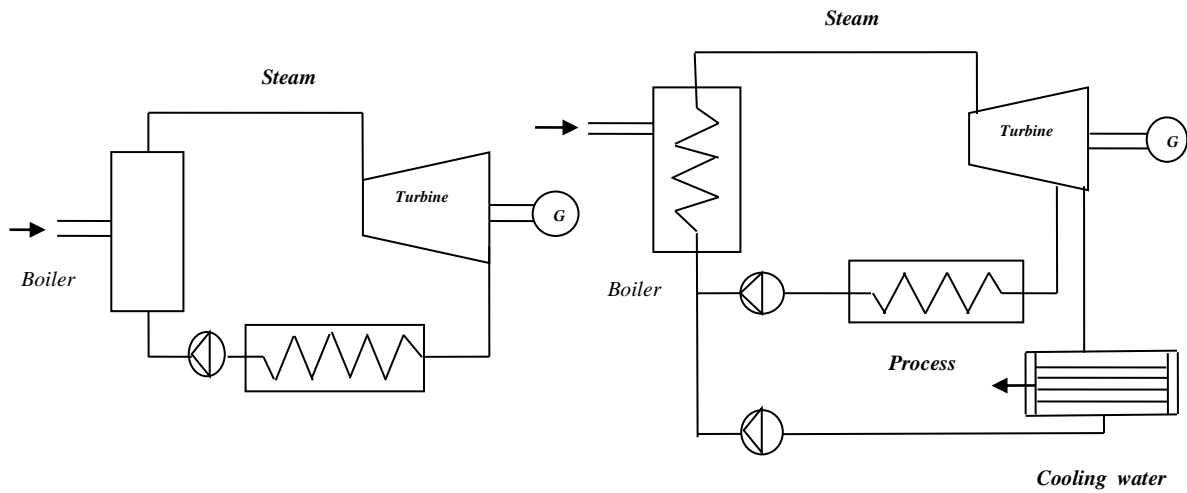 Steam
Turbine
G
Boiler
Steam
Turbine
G
Boiler
Process
Cooling water